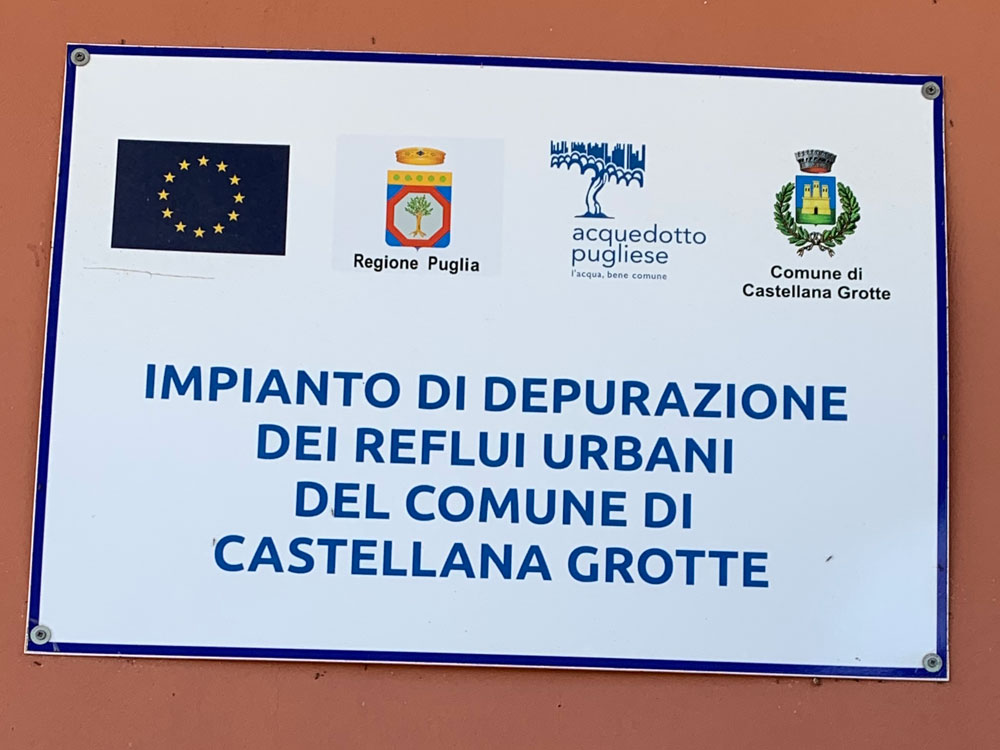 Regione Puglia
acquedotto
pugliese
l'acqua, bene comune
Comune di
Castellana Grotte
IMPIANTO DI DEPURAZIONE
DEI REFLUI URBANI
DEL COMUNE DI
CASTELLANA GROTTE